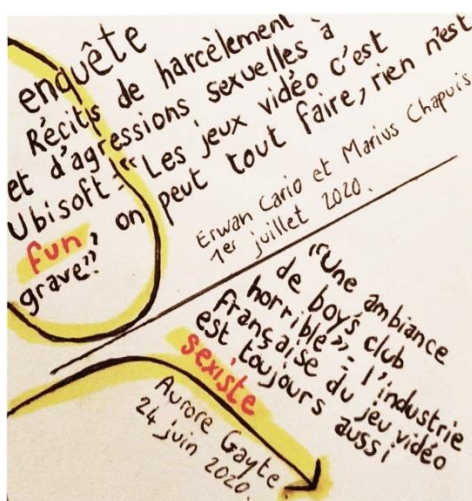 enquête
Récits de harcèlement
et d'agressions sexuelles à
Ubisoft : "Les jeux vidéo c'est
fun, on peut tout faire, rien n'est
grave"
Erwan Cario et Marius Chapuis
1er juillet 2020.
"Une ambiance
de boy's club
horrible" - l'industrie
française du jeu vidéo
est toujours aussi
sexiste
Aurore Gayte
24 juin 2020.